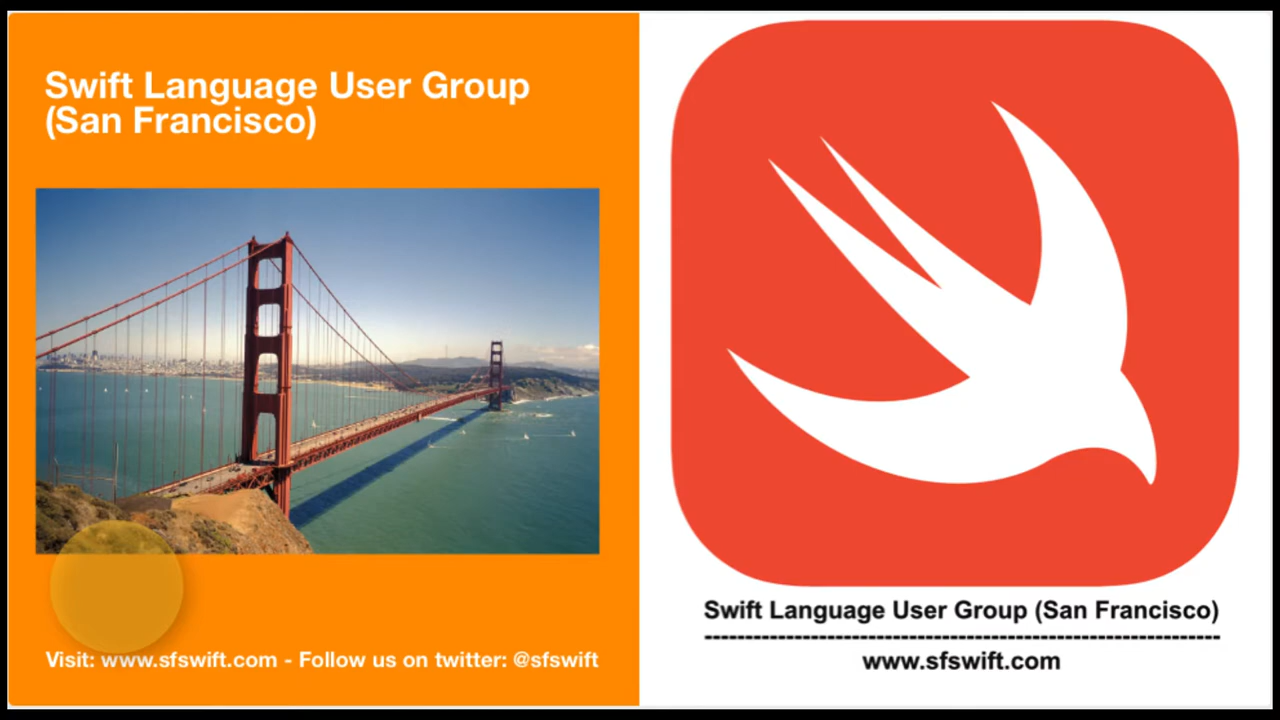 Swift Language User Group
(San Francisco)
Visit: www.sfswift.com - Follow us on twitter: @sfswift
Swift Language User Group (San Francisco)
----------------------------------------------------------------
www.sfswift.com